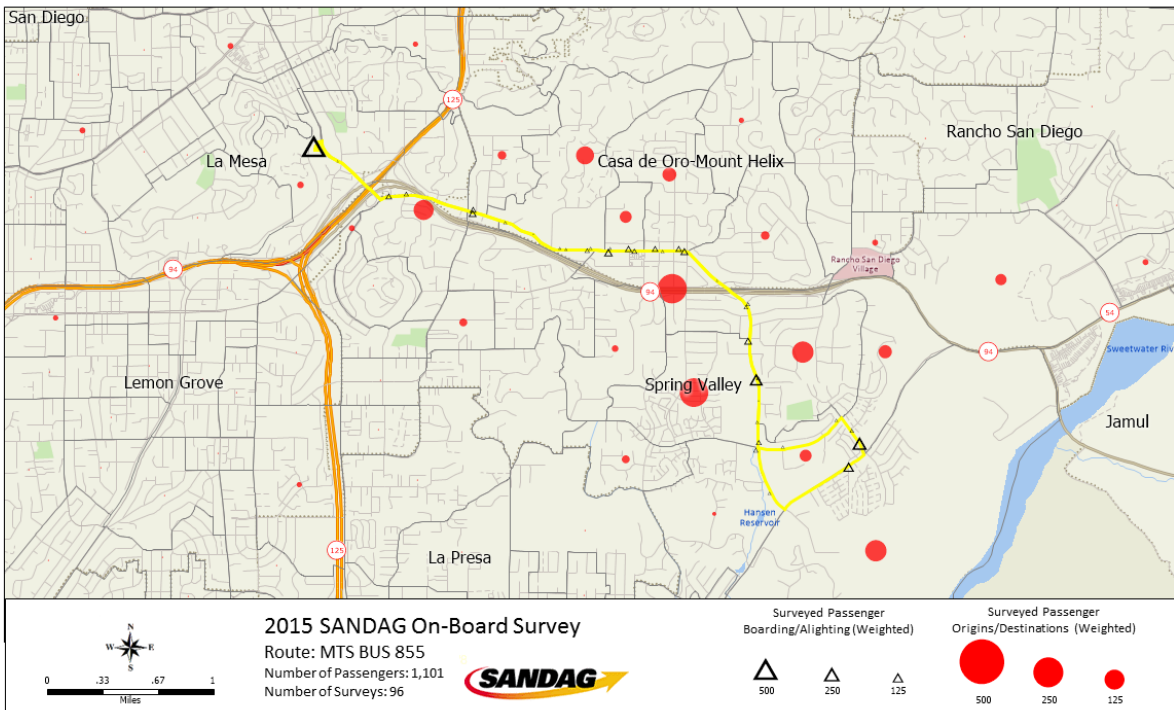 San Diego
125
Rancho San Diego
La Mesa
Casa de Oro-Mount Helix
Rancho San Diego
Village
94
94
54
Sweetwater Riv
94
Lemon Grove
Spring Valley
Jamul
Hansen
Reservoir
125
La Presa
N
W
E
S
0
.33
.67
1
Miles
2015 SANDAG On-Board Survey
Route: MTS BUS 855
Number of Passengers: 1,101
Number of Surveys: 96
SANDAG
Surveyed Passenger
Boarding/Alighting (Weighted)
500
250
125
Surveyed Passenger
Origins/Destinations (Weighted)
500
250
125